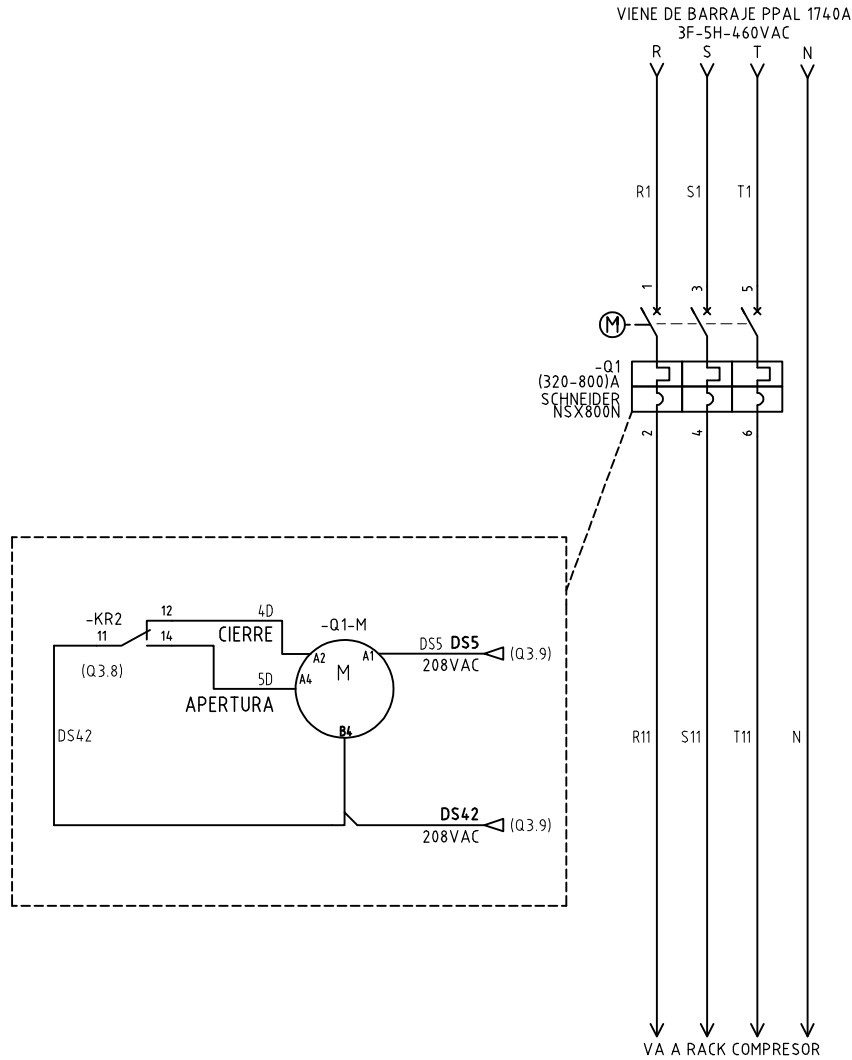 VIENE DE BARRAJE PPAL 1740A
3F-5H-460VAC
R S T N
R1 S1 T1
1 3 5
M
-Q1
(320-800)A
SCHNEIDER
NSX800N
2 4 6
12 4D
-KR2 CIERRE -Q1-M
11 14
DS5 DS5 (Q3.9)
208VAC
A2 A1
(Q3.8) 5D A4 M
APERTURA
B4
DS42
R11 S11 T11 N
DS42 (Q3.9)
208VAC
VA A RACK COMPRESOR